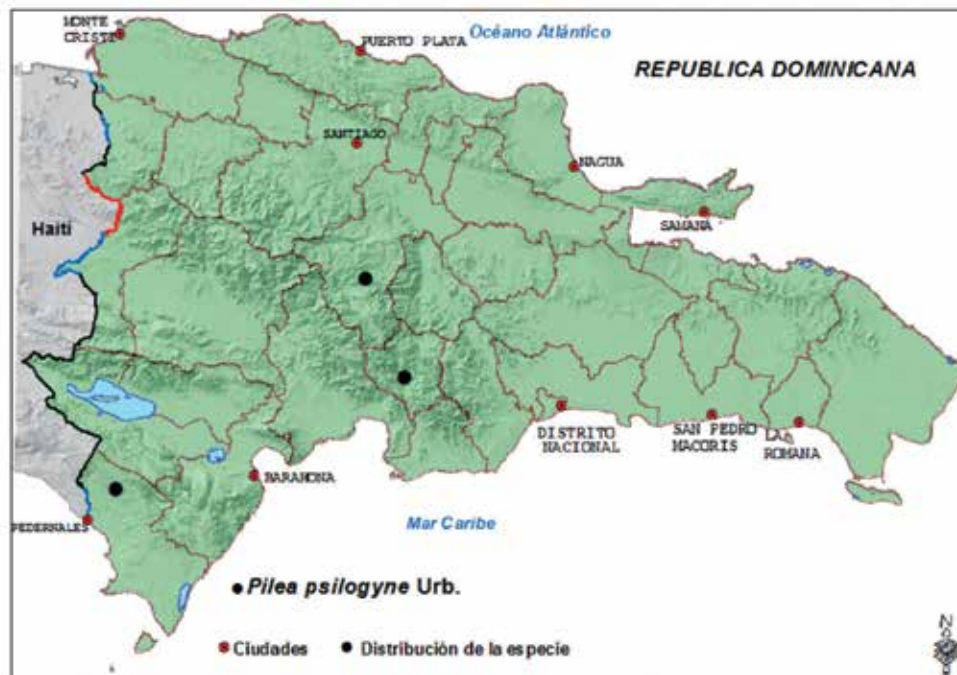 MONTE
CRISTI
PUERTO PLATA
Océano Atlántico
REPUBLICA DOMINICANA
SANTIAGO
NAGUA
SAMANA
Haití
DISTRITO
NACIONAL
SAN PEDRO
MACORIS
LA
ROMANA
BARAHONA
PEDERNALES
Mar Caribe
Pilea psilogyne Urb.
Ciudades
Distribución de la especie
N